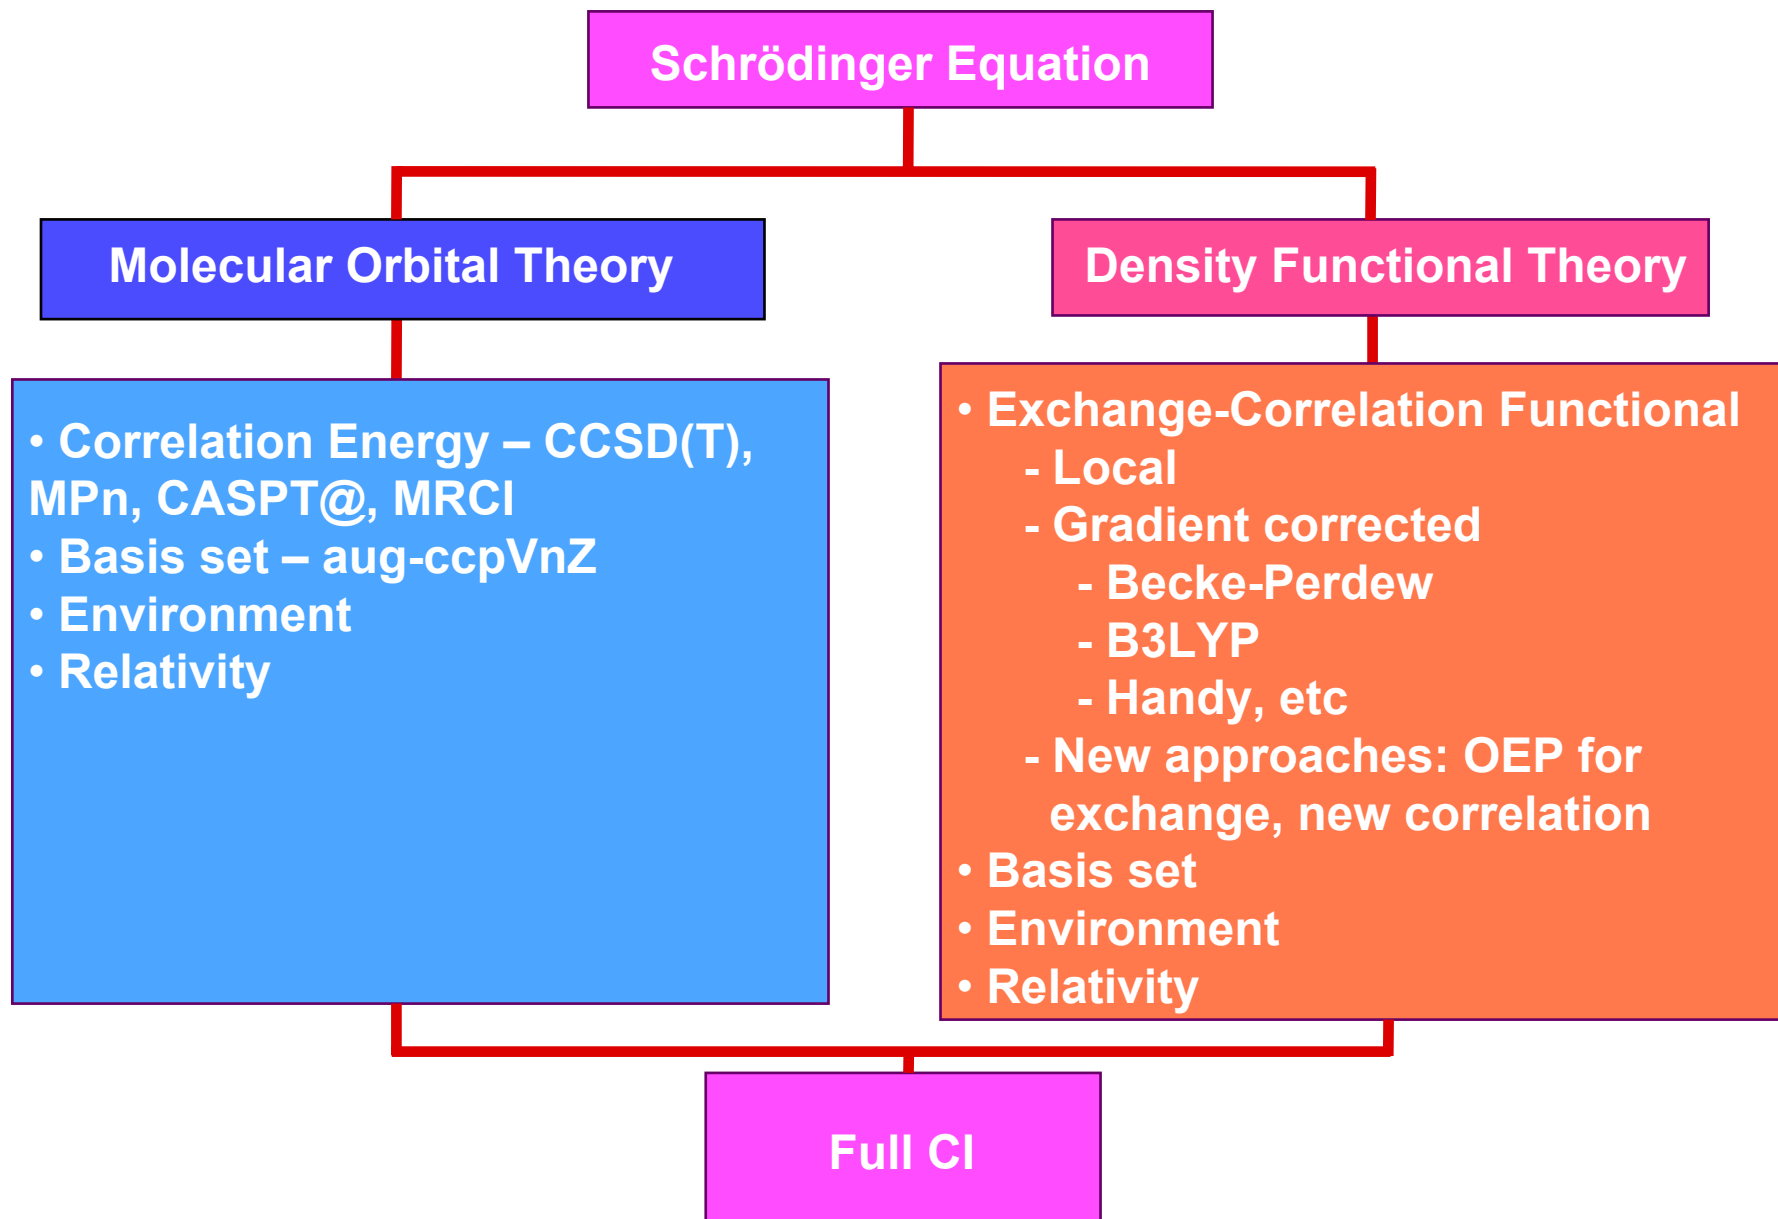 Schrödinger Equation
Molecular Orbital Theory
Density Functional Theory
• Correlation Energy – CCSD(T),
MPn, CASPT@, MRCI
• Basis set – aug-ccpVnZ
• Environment
• Relativity
• Exchange-Correlation Functional
- Local
- Gradient corrected
- Becke-Perdew
- B3LYP
- Handy, etc
- New approaches: OEP for
exchange, new correlation
• Basis set
• Environment
• Relativity
Full CI